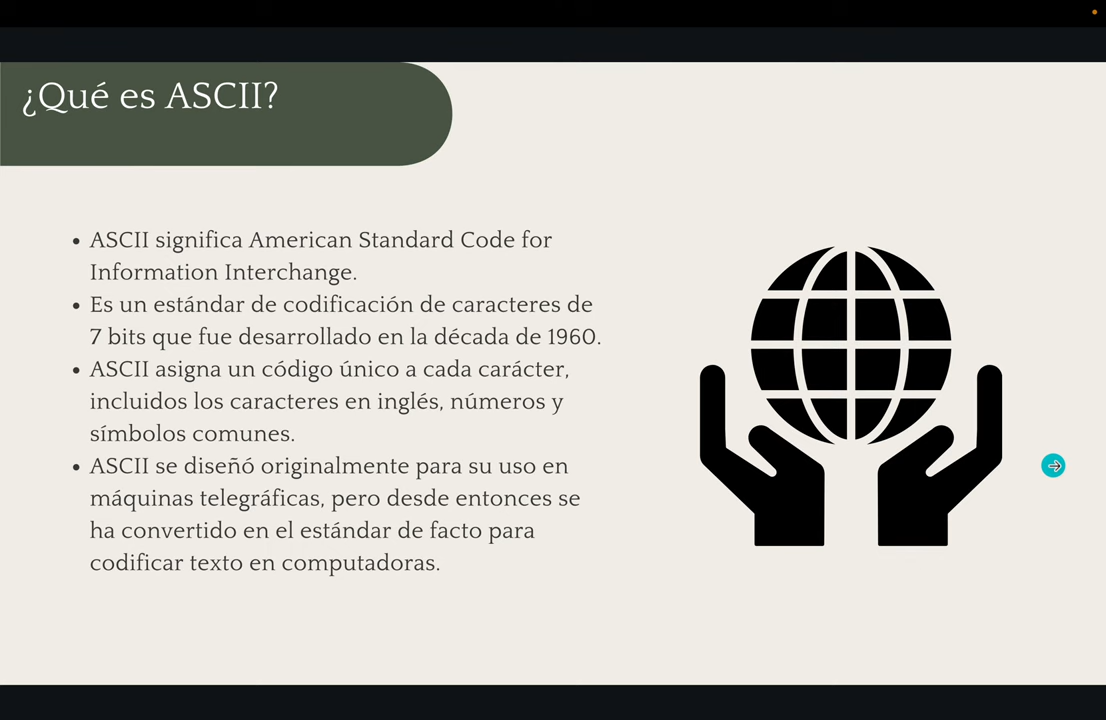 ¿Qué es ASCII?
• ASCII significa American Standard Code for
Information Interchange.
• Es un estándar de codificación de caracteres de
7 bits que fue desarrollado en la década de 1960.
• ASCII asigna un código único a cada carácter,
incluidos los caracteres en inglés, números y
símbolos comunes.
• ASCII se diseñó originalmente para su uso en
máquinas telegráficas, pero desde entonces se
ha convertido en el estándar de facto para
codificar texto en computadoras.